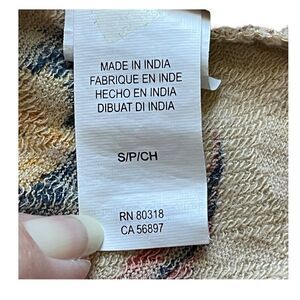 MADE IN INDIA
FABRIQUE EN INDE
HECHO EN INDIA
DIBUAT DI INDIA
S/P/CH
RN 80318
CA 56897